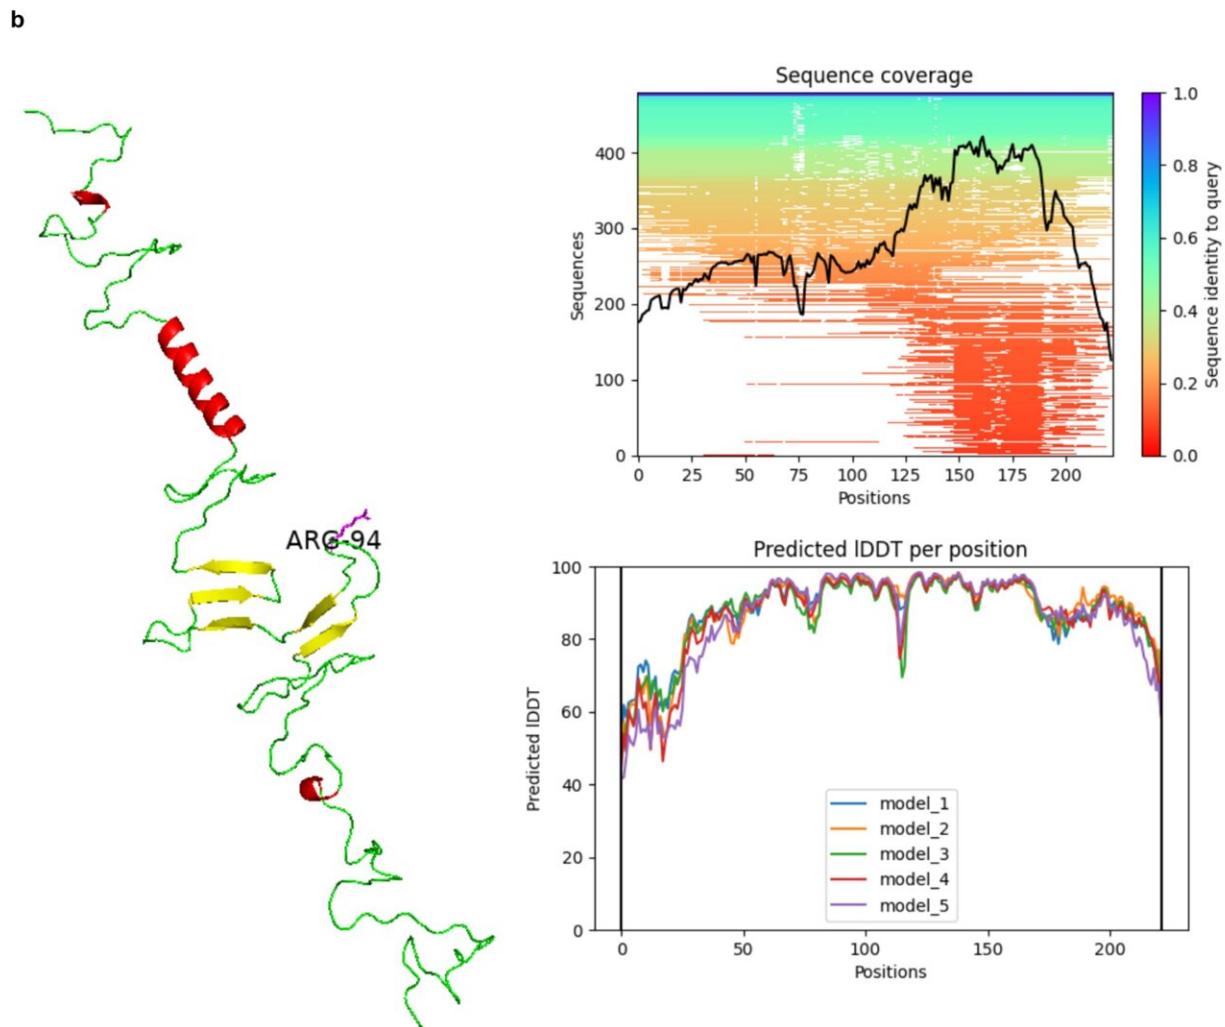 b
ARG-94
Sequence coverage
Sequences
400
300
200
100
0
0 25 50 75 100 125 150 175 200
Positions
1.0
0.8
0.6
0.4
0.2
0.0
Sequence identity to query
Predicted lDDT per position
Predicted lDDT
100
80
60
40
20
0
model_1
model_2
model_3
model_4
model_5
0 50 100 150 200
Positions